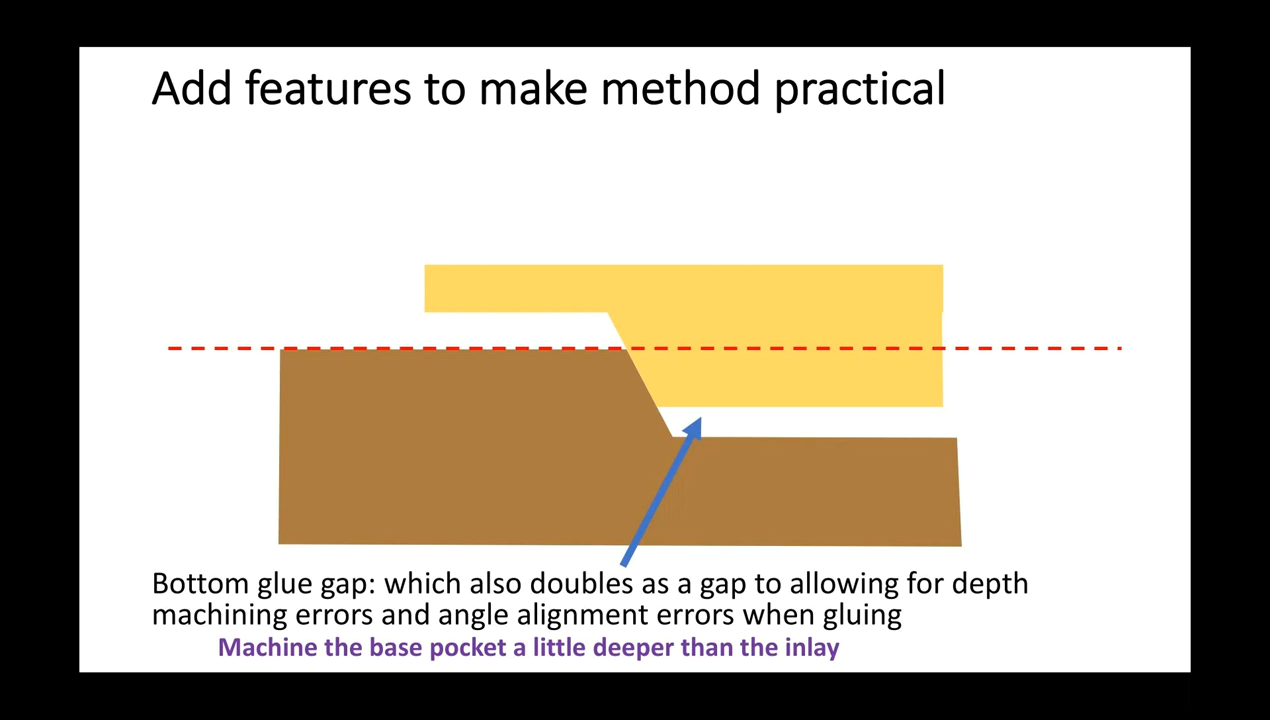 Add features to make method practical
Bottom glue gap: which also doubles as a gap to allowing for depth
machining errors and angle alignment errors when gluing
Machine the base pocket a little deeper than the inlay